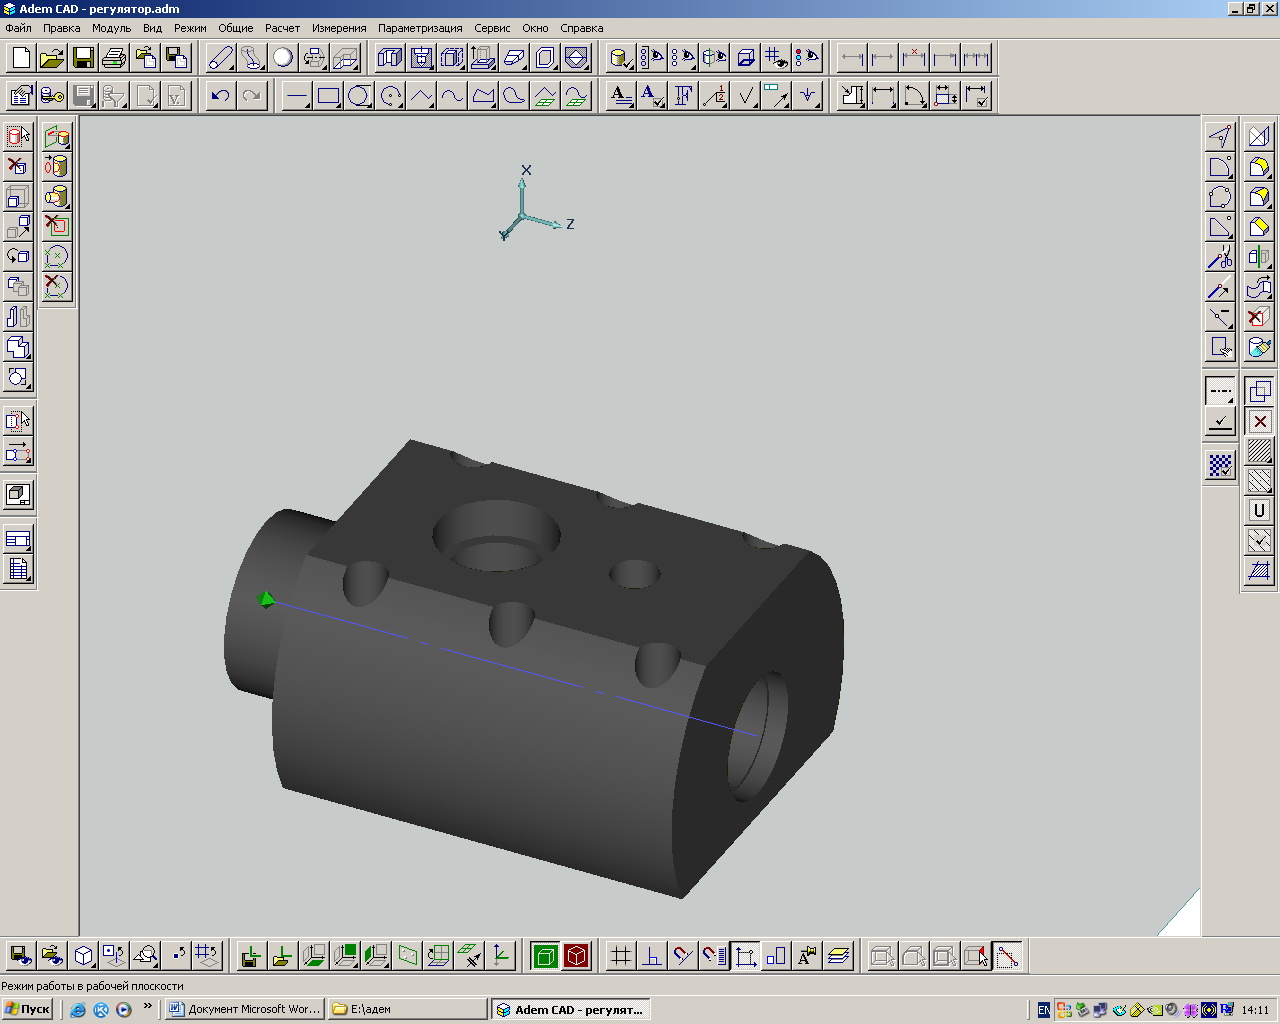 Adem CAD - регулятор.adm
Файл Правка Модуль Вид Режим Общие Расчет Измерения Параметризация Сервис Окно Справка
X
Z
U
Режим работы в рабочей плоскости
Пуск » Документ Microsoft Wor... E:\адем Adem CAD - регулят... EN 14:11